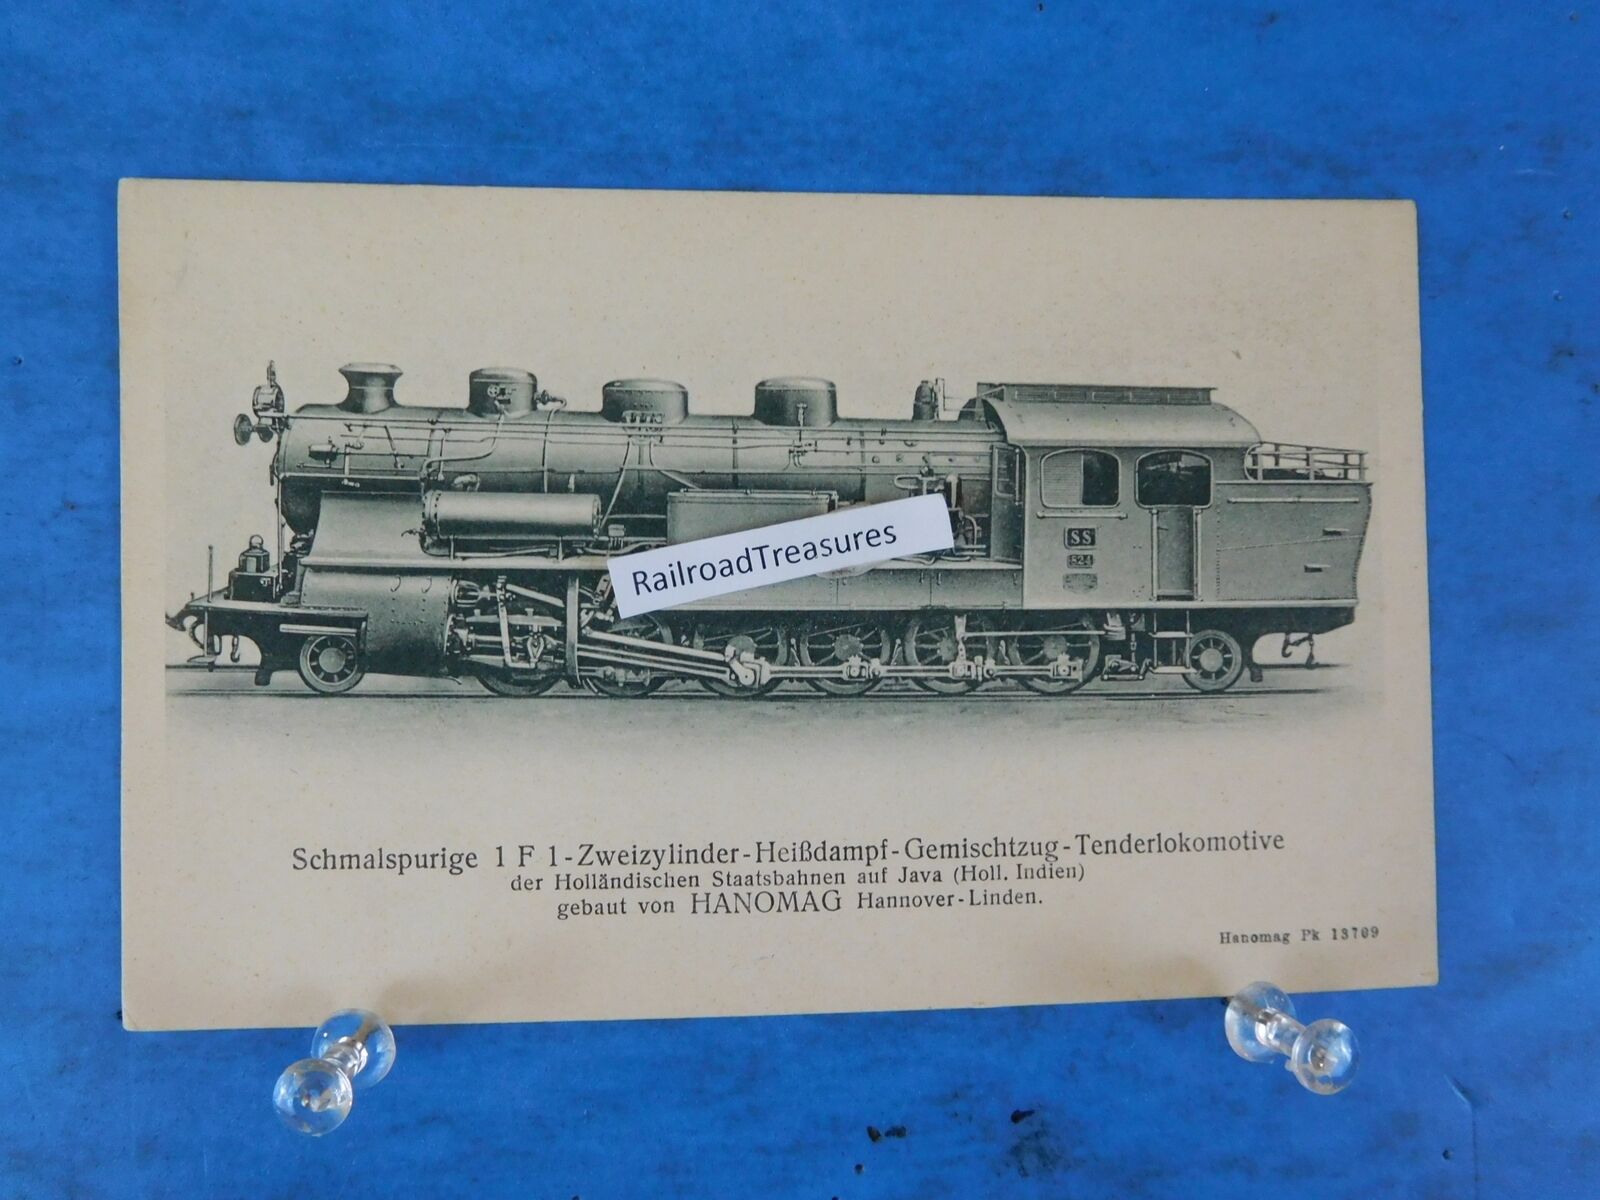 SS
824
RailroadTreasures
Schmalspurige 1 F 1-Zweizylinder-Heißdampf-Gemischtzug-Tenderlokomotive
der Holländischen Staatsbahnen auf Java (Holl. Indien)
gebaut von HANOMAG Hannover-Linden.
Hanomag Pk 13709